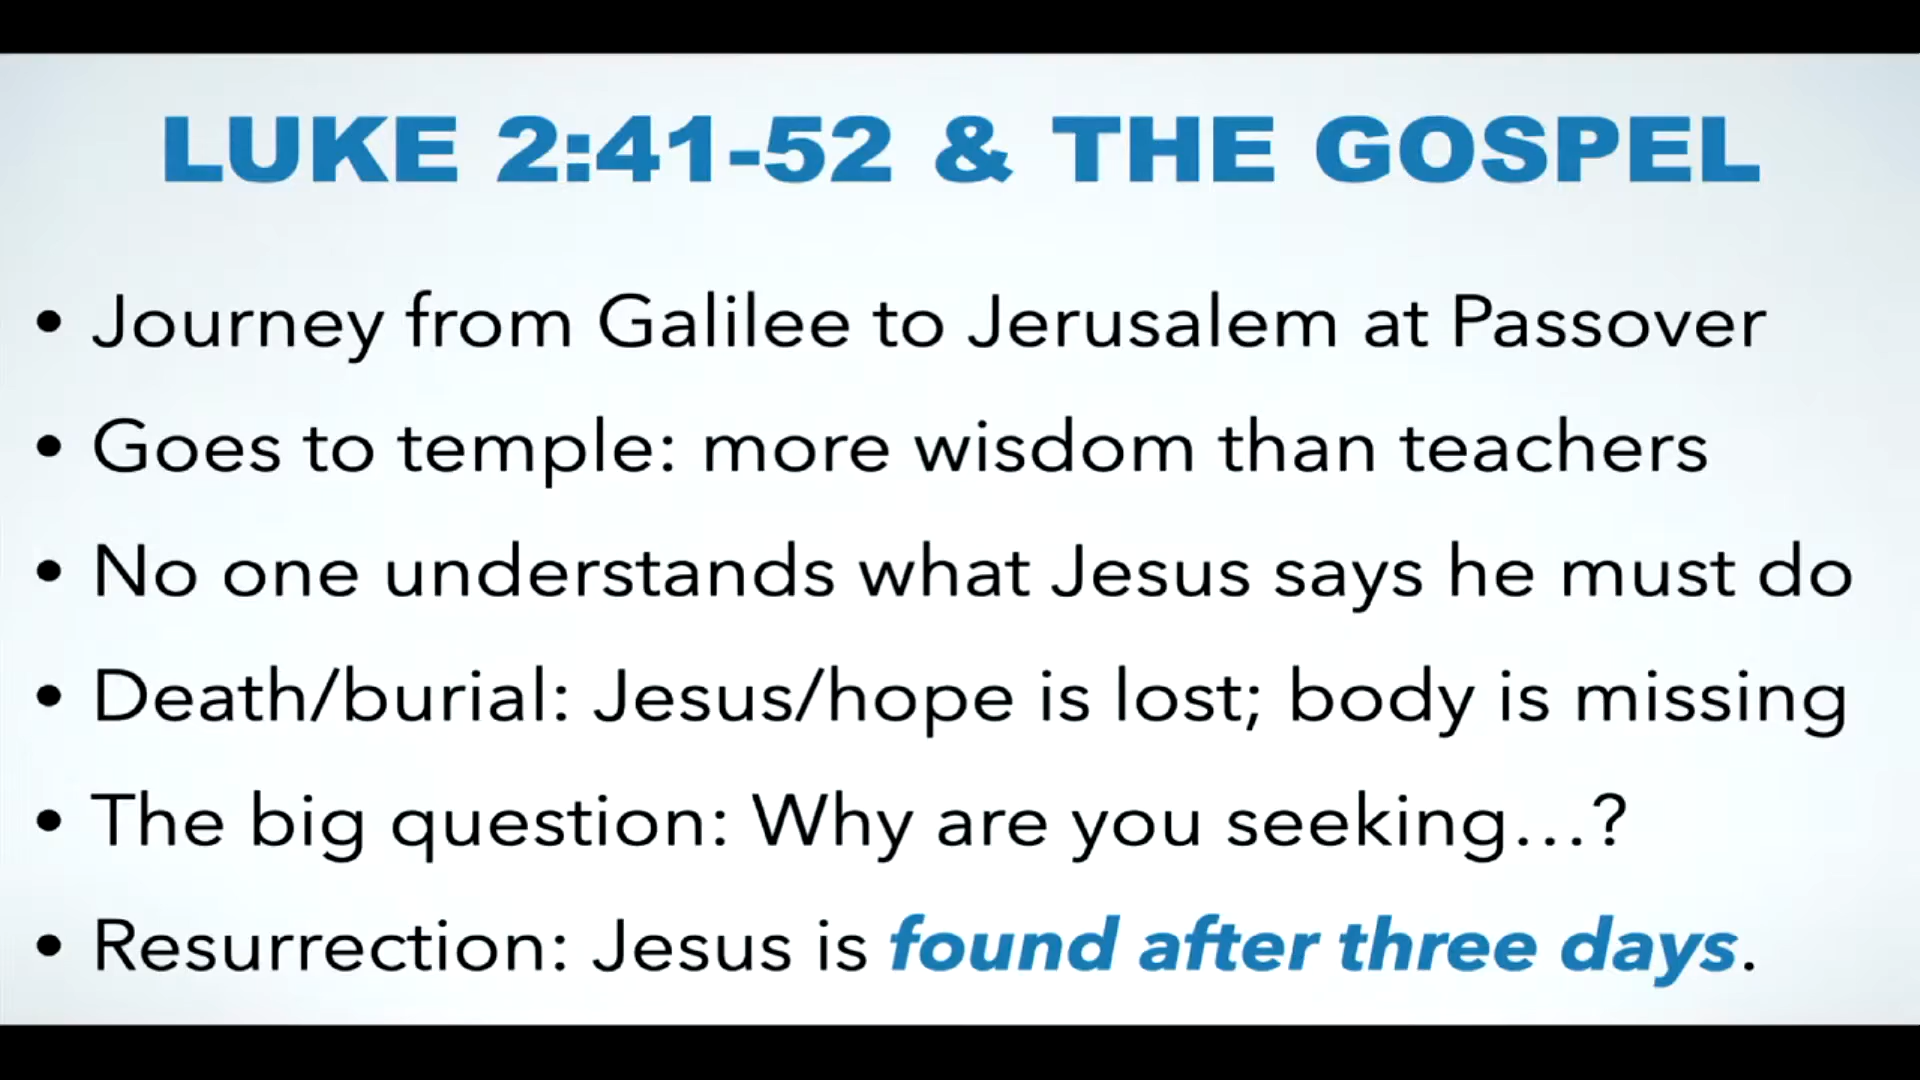 LUKE 2:41-52 & THE GOSPEL
• Journey from Galilee to Jerusalem at Passover
• Goes to temple: more wisdom than teachers
• No one understands what Jesus says he must do
• Death/burial: Jesus/hope is lost; body is missing
• The big question: Why are you seeking…?
• Resurrection: Jesus is found after three days.